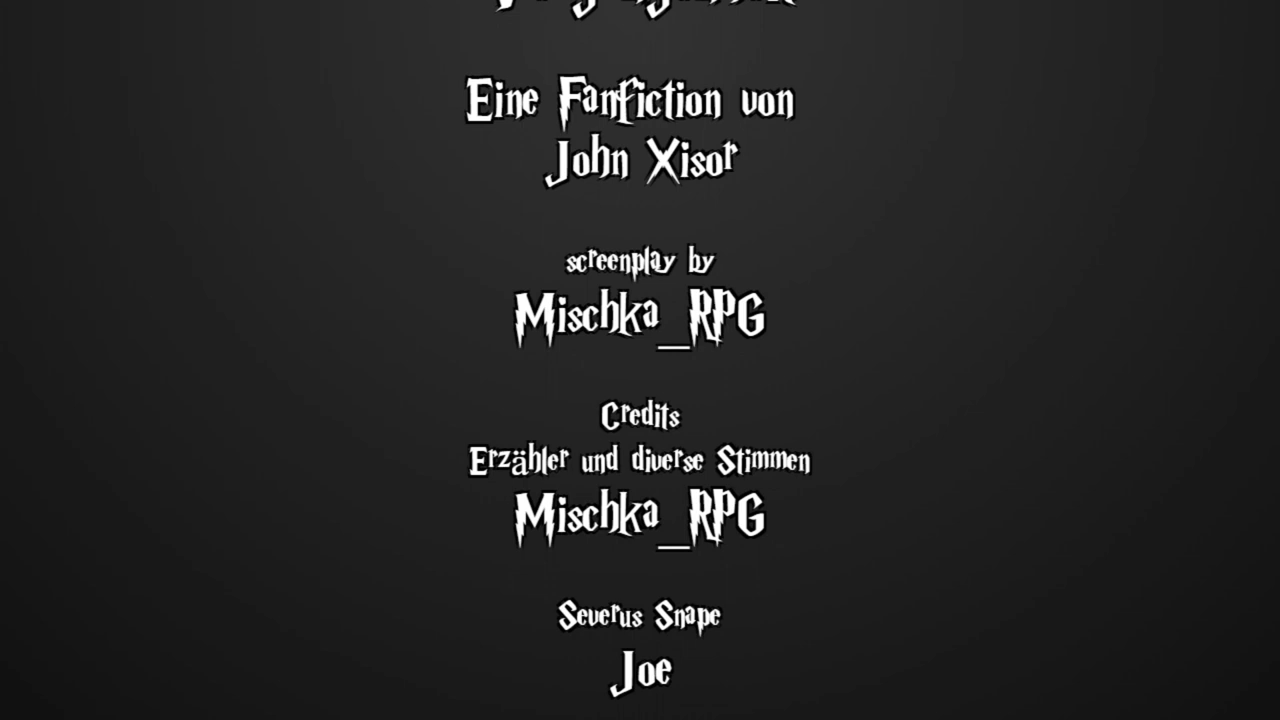 Eine Fanfiction von
John Xisor
screenplay by
Mischka_RPG
Credits
Erzähler und diverse Stimmen
Mischka_RPG
Severus Snape
Joe